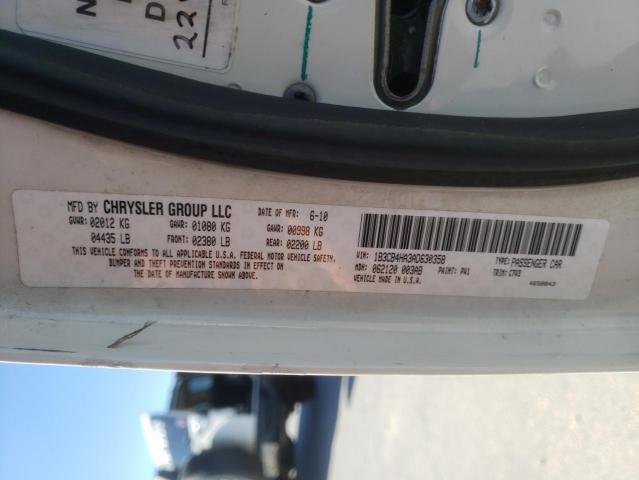 MFD BY CHRYSLER GROUP LLC
DATE OF MFR: 6-10
GVWR: 02012 KG
GAWR: 01080 KG
GAWR: 00998 KG
04435 LB
FRONT: 02380 LB
REAR: 02200 LB
THIS VEHICLE CONFORMS TO ALL APPLICABLE U.S.A. FEDERAL MOTOR VEHICLE SAFETY,
BUMPER AND THEFT PREVENTION STANDARDS IN EFFECT ON
THE DATE OF MANUFACTURE SHOWN ABOVE.
VIN: 1B3CB4HA3AD630358
TYPE: PASSENGER CAR
MDH: 062120 003AB
PAINT: PW1
VEHICLE MADE IN U.S.A.